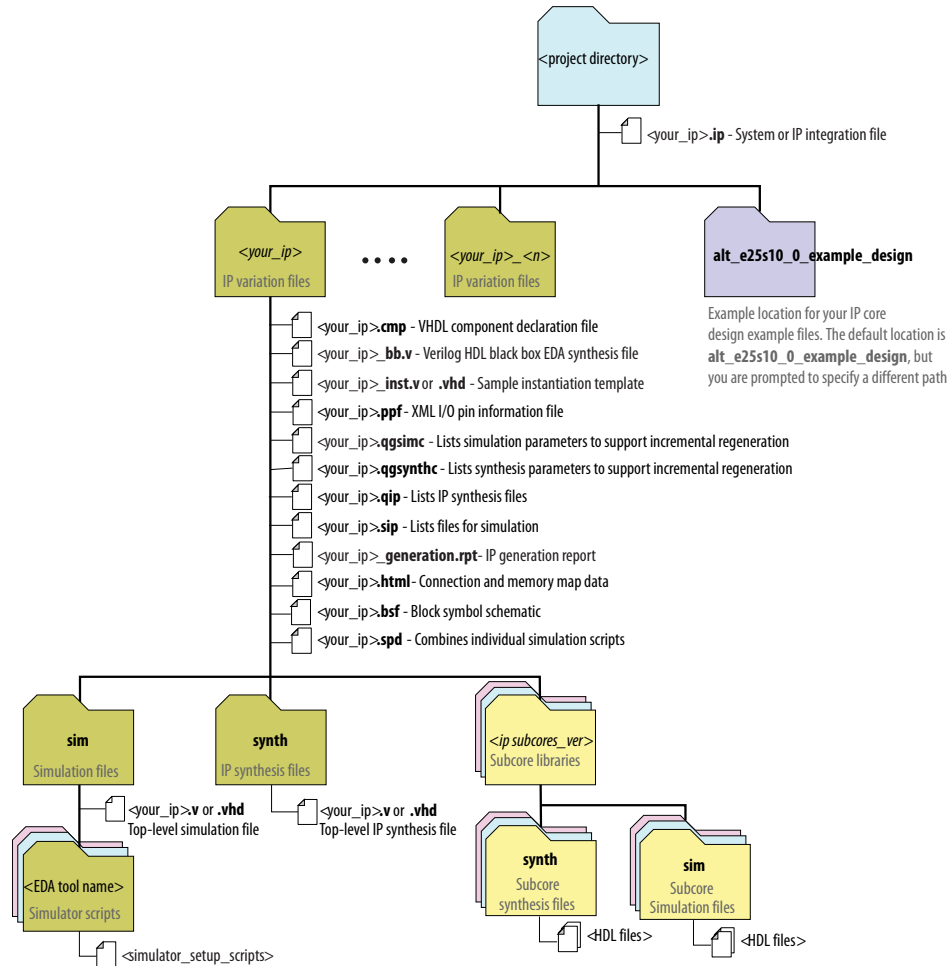 <project directory>
<your_ip>.ip - System or IP integration file
<your_ip>
IP variation files
<your_ip>_<n>
IP variation files
alt_e25s10_0_example_design
Example location for your IP core
design example files. The default location is
alt_e25s10_0_example_design, but
you are prompted to specify a different path
<your_ip>.cmp - VHDL component declaration file
<your_ip>_bb.v - Verilog HDL black box EDA synthesis file
<your_ip>_inst.v or .vhd - Sample instantiation template
<your_ip>.ppf - XML I/O pin information file
<your_ip>.qgsimc - Lists simulation parameters to support incremental regeneration
<your_ip>.qgsynthc - Lists synthesis parameters to support incremental regeneration
<your_ip>.qip - Lists IP synthesis files
<your_ip>.sip - Lists files for simulation
<your_ip>_generation.rpt- IP generation report
<your_ip>.html- Connection and memory map data
<your_ip>.bsf - Block symbol schematic
<your_ip>.spd - Combines individual simulation scripts
sim
Simulation files
synth
IP synthesis files
<ip subcores_ver>
Subcore libraries
<your_ip>.v or .vhd
Top-level simulation file
<your_ip>.v or .vhd
Top-level IP synthesis file
<EDA tool name>
Simulator scripts
<simulator_setup_scripts>
synth
Subcore
synthesis files
<HDL files>
sim
Subcore
Simulation files
<HDL files>